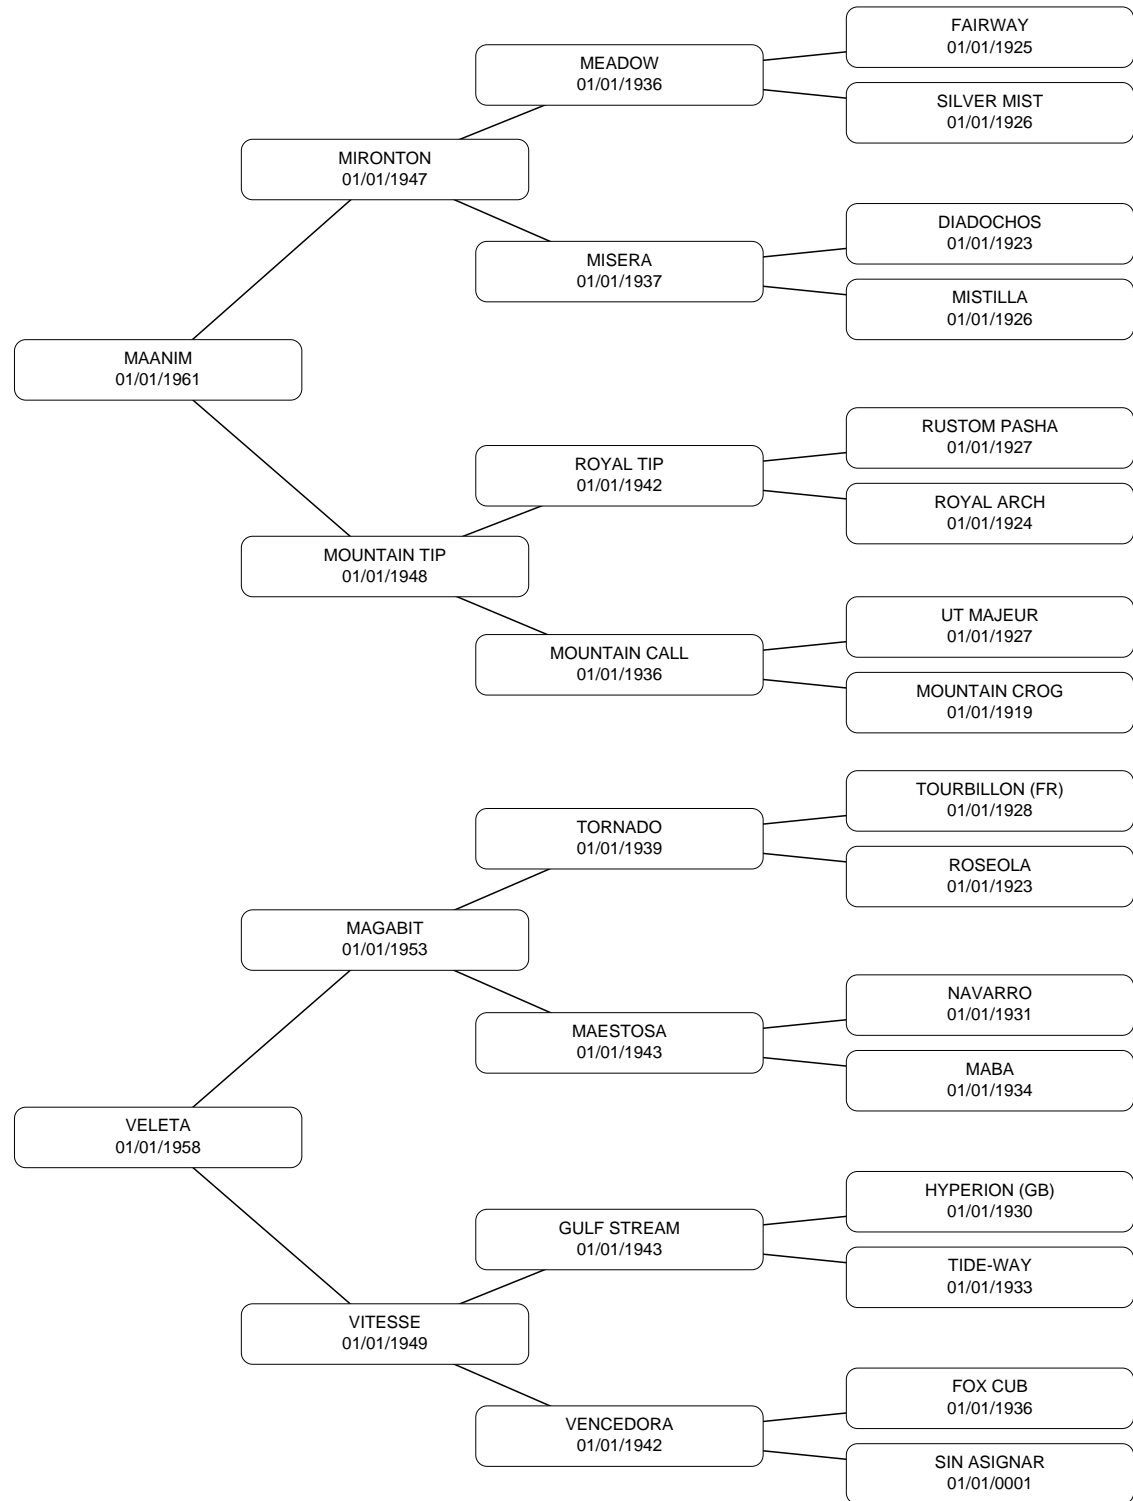 FAIRWAY
01/01/1925
MEADOW
01/01/1936
SILVER MIST
01/01/1926
MIRONTON
01/01/1947
DIADOCHOS
01/01/1923
MISERA
01/01/1937
MISTILLA
01/01/1926
MAANIM
01/01/1961
RUSTOM PASHA
01/01/1927
ROYAL TIP
01/01/1942
ROYAL ARCH
01/01/1924
MOUNTAIN TIP
01/01/1948
UT MAJEUR
01/01/1927
MOUNTAIN CALL
01/01/1936
MOUNTAIN CROG
01/01/1919
TOURBILLON (FR)
01/01/1928
TORNADO
01/01/1939
ROSEOLA
01/01/1923
MAGABIT
01/01/1953
NAVARRO
01/01/1931
MAESTOSA
01/01/1943
MABA
01/01/1934
VELETA
01/01/1958
HYPERION (GB)
01/01/1930
GULF STREAM
01/01/1943
TIDE-WAY
01/01/1933
VITESSE
01/01/1949
FOX CUB
01/01/1936
VENCEDORA
01/01/1942
SIN ASIGNAR
01/01/0001